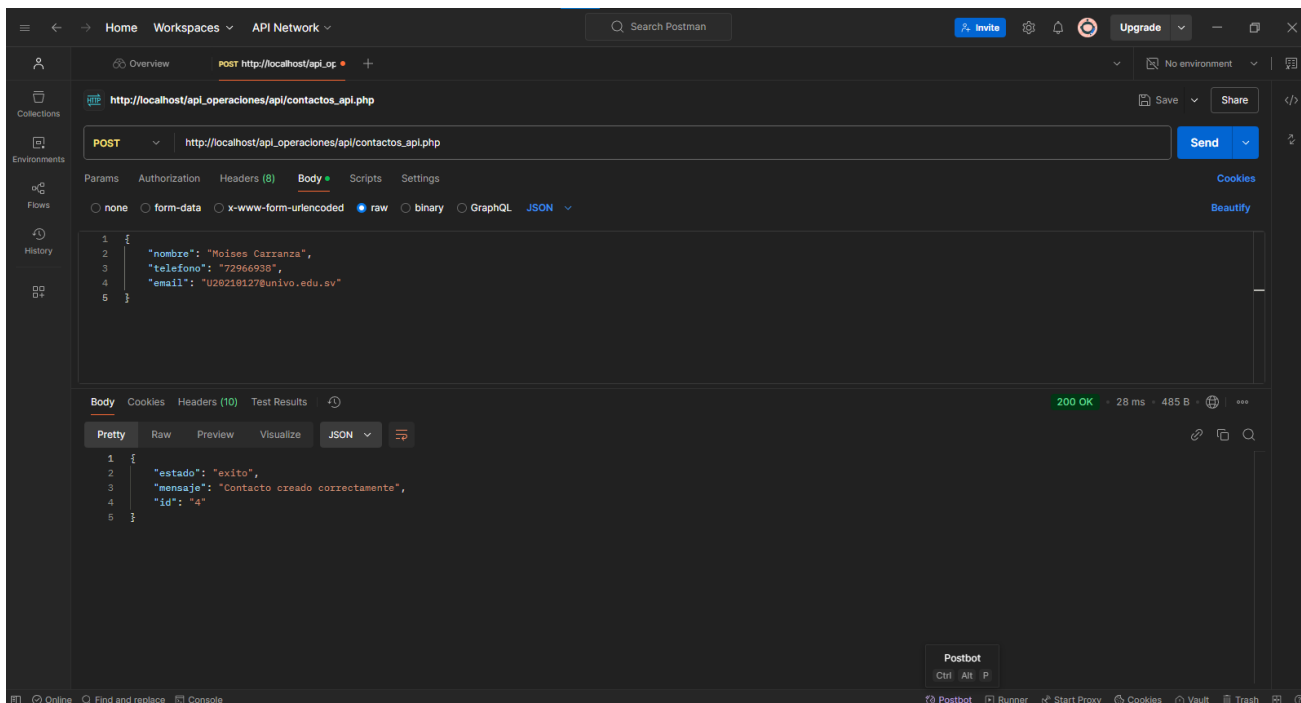 Home Workspaces API Network Search Postman Invite Upgrade
Overview POST http://localhost/api_op No environment
HTTP http://localhost/api_operaciones/api/contactos_api.php Save Share
Collections
POST http://localhost/api_operaciones/api/contactos_api.php Send
Environments
Params Authorization Headers (8) Body Scripts Settings Cookies
Flows
none form-data x-www-form-urlencoded raw binary GraphQL JSON Beautify
History
1 {
2 "nombre": "Moises Carranza",
3 "telefono": "72966938",
4 "email": "U20210127@univo.edu.sv"
5 }
Body Cookies Headers (10) Test Results 200 OK 28 ms 485 B
Pretty Raw Preview Visualize JSON
1 {
2 "estado": "exito",
3 "mensaje": "Contacto creado correctamente",
4 "id": "4"
5 }
Postbot
Ctrl Alt P
Online Find and replace Console Postbot Runner Start Proxy Cookies Vault Trash